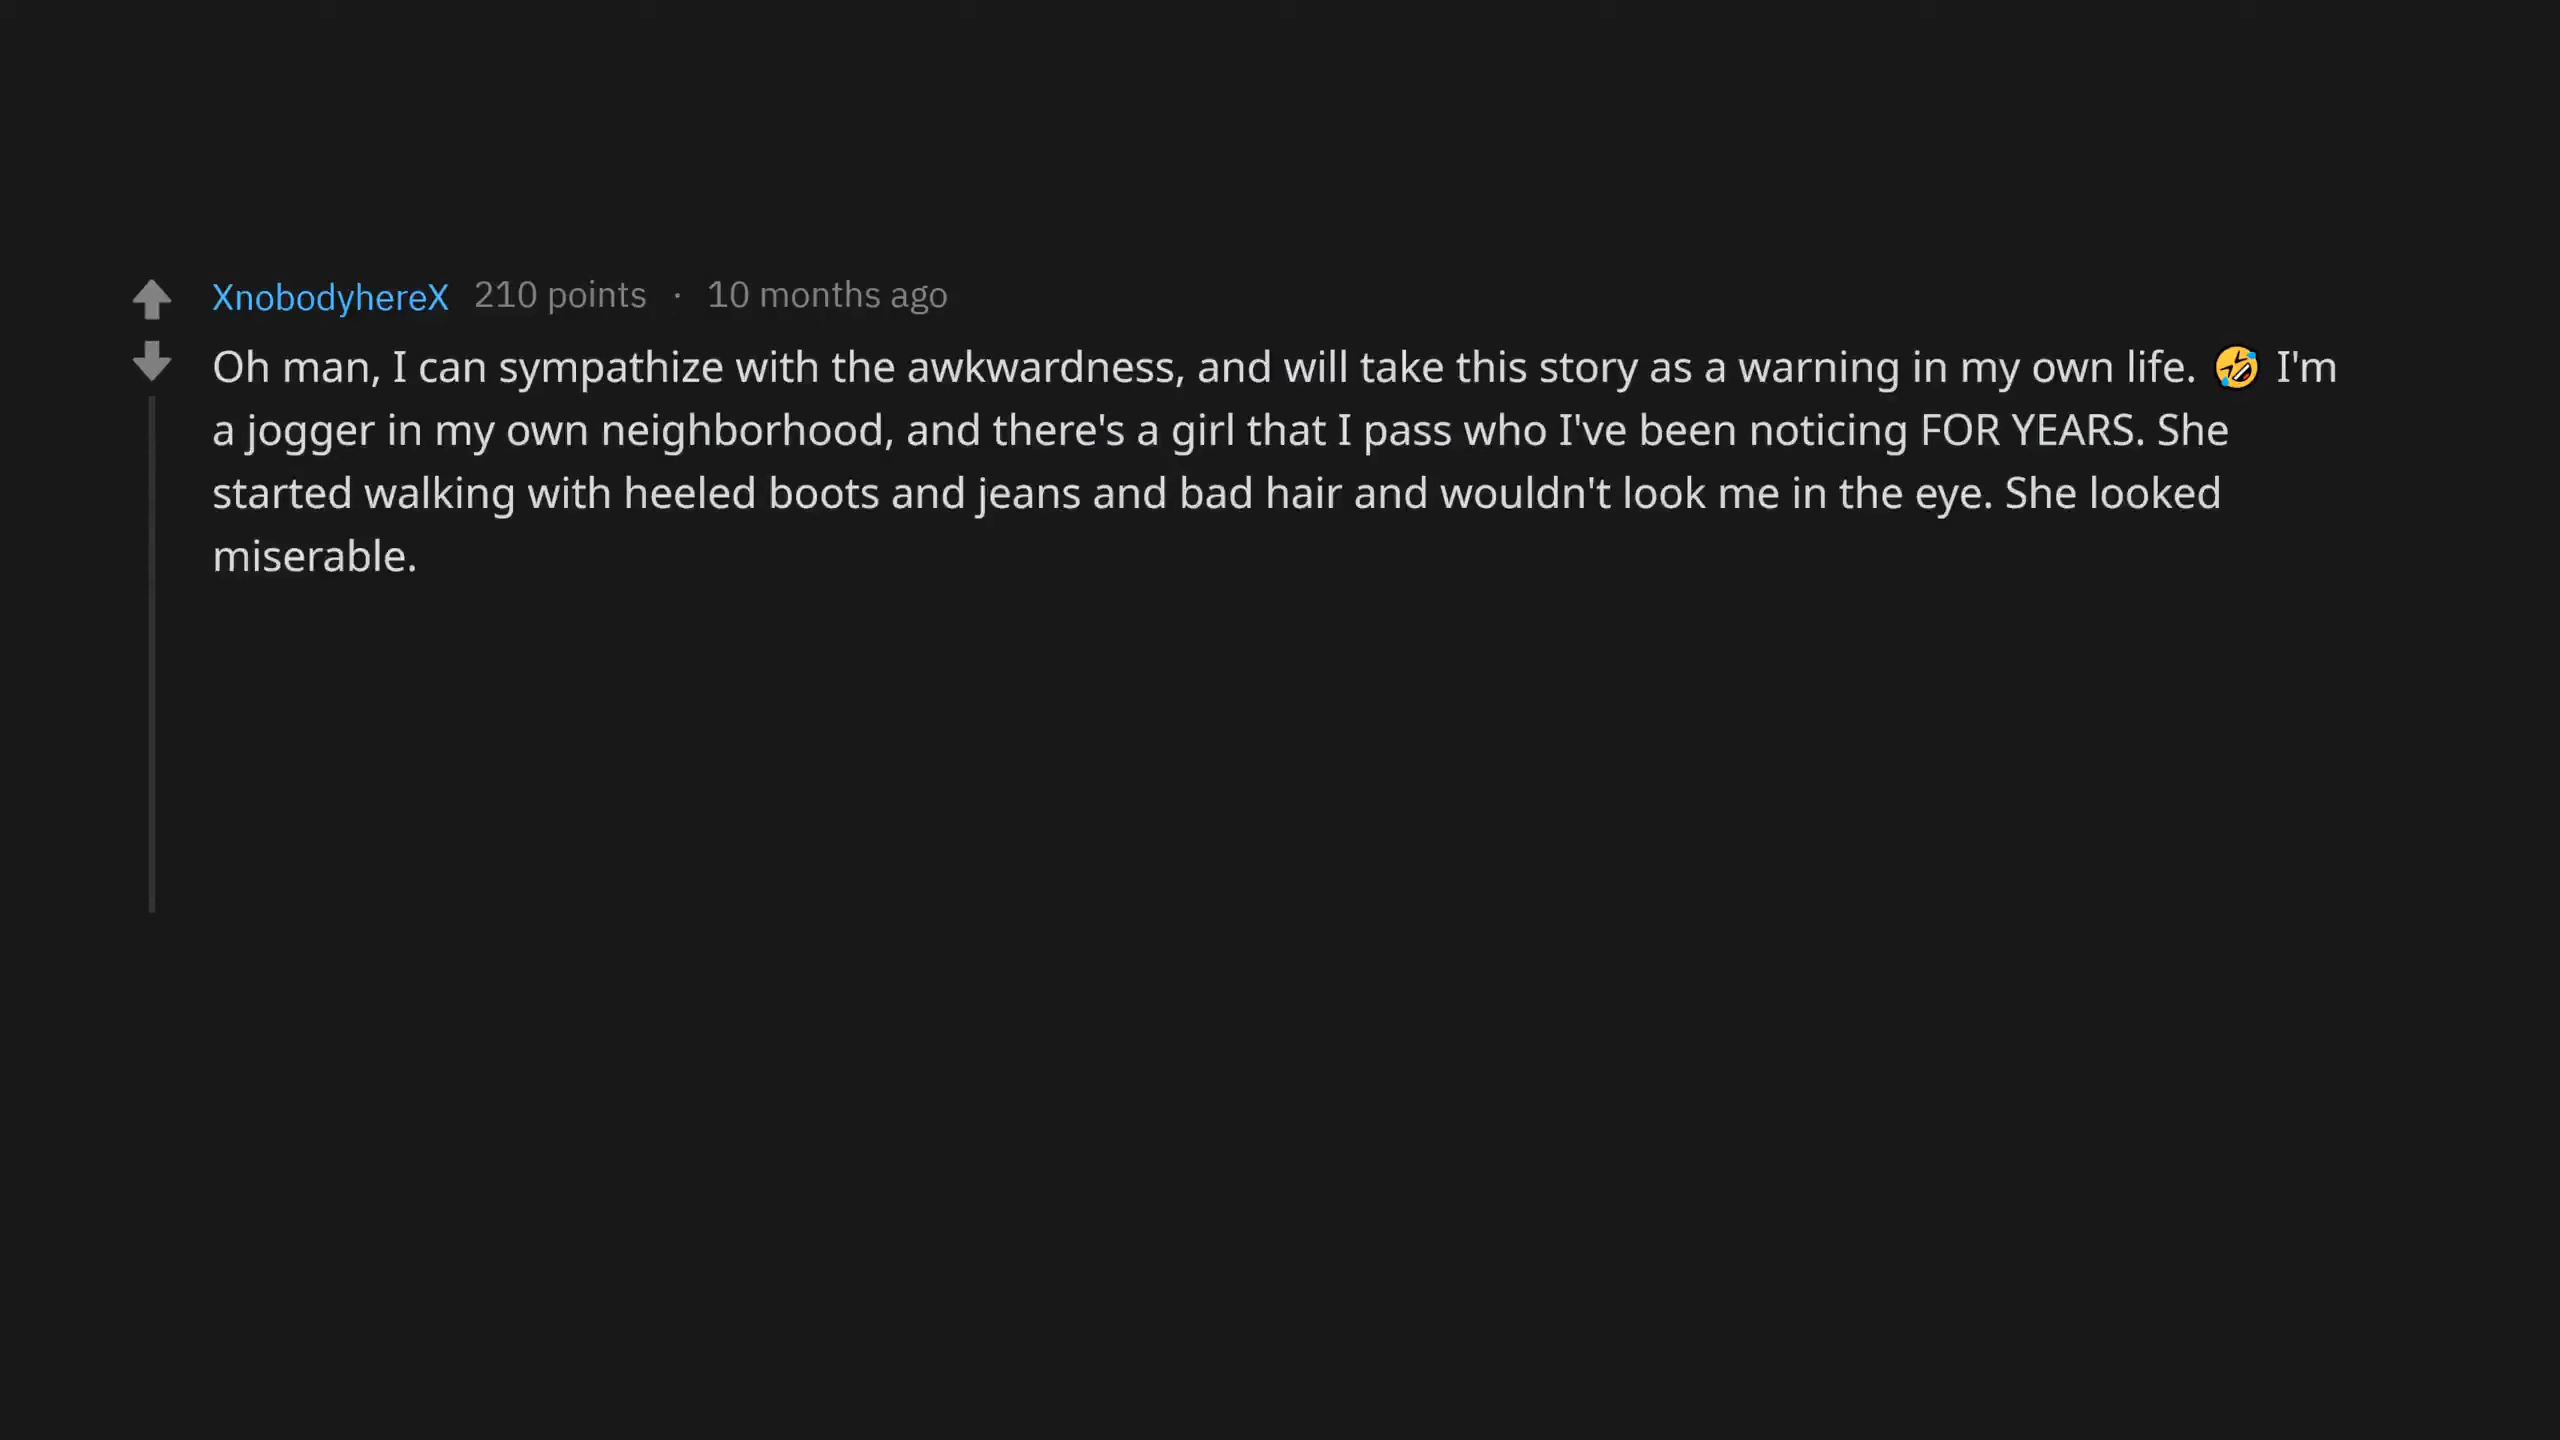 XnobodyhereX 210 points · 10 months ago
Oh man, I can sympathize with the awkwardness, and will take this story as a warning in my own life. 🤣 I'm
a jogger in my own neighborhood, and there's a girl that I pass who I've been noticing FOR YEARS. She
started walking with heeled boots and jeans and bad hair and wouldn't look me in the eye. She looked
miserable.